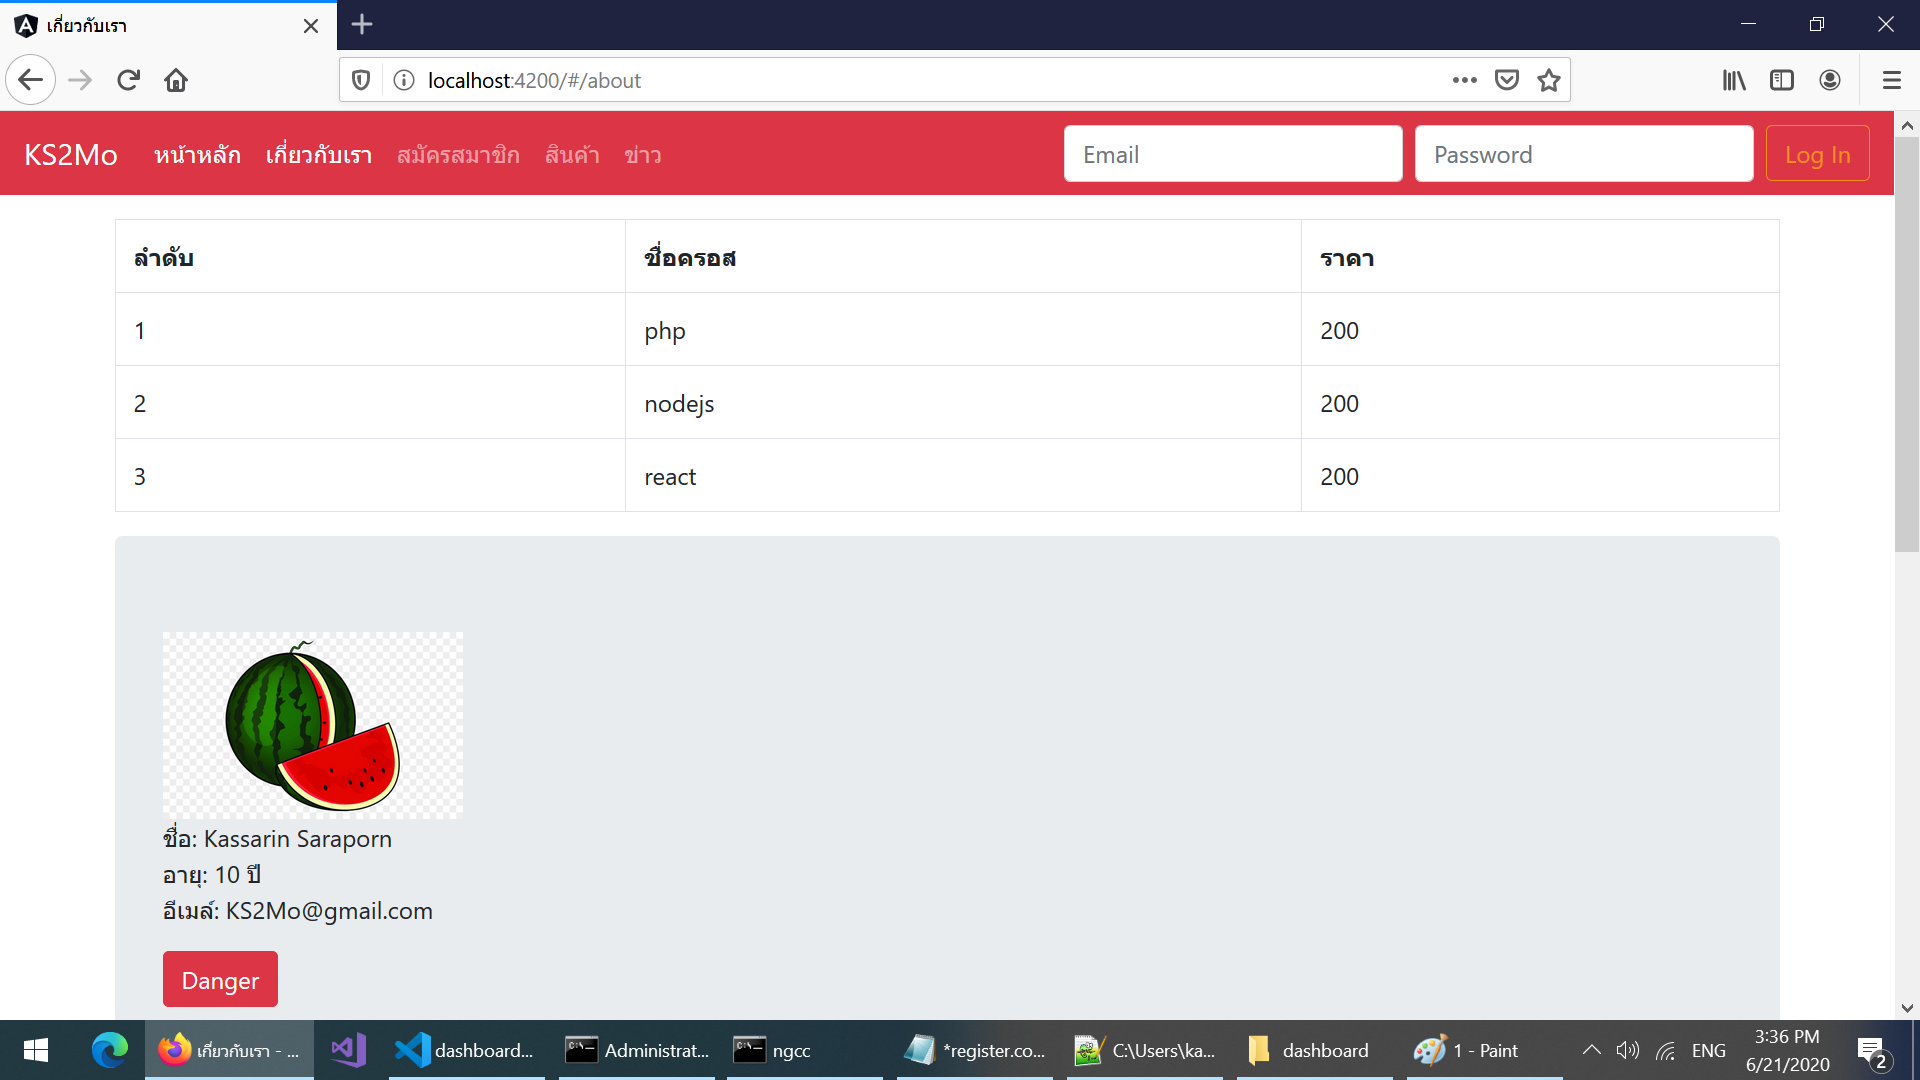 เกี่ยวกับเรา
localhost:4200/#/about
KS2Mo หน้าหลัก เกี่ยวกับเรา สมัครสมาชิก สินค้า ข่าว Email Password Log In
ลำดับ ชื่อครอส ราคา
1 php 200
2 nodejs 200
3 react 200
ชื่อ: Kassarin Saraporn
อายุ: 10 ปี
อีเมล์: KS2Mo@gmail.com
Danger
เกี่ยวกับเรา - ... dashboard... Administrat... ngcc *register.co... C:\Users\ka... dashboard 1 - Paint ENG 3:36 PM
6/21/2020 2